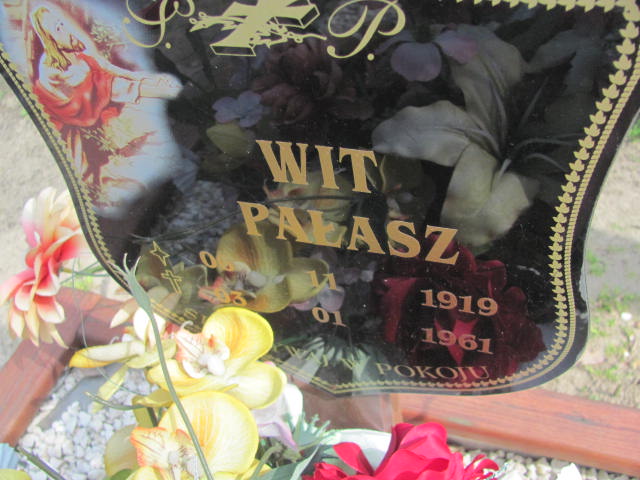 Ś. P.
WIT
PAŁASZ
11 1919
01 1961
POKOJU